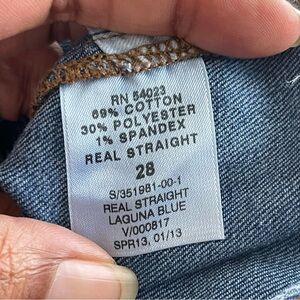 RN 54023
69% COTTON
30% POLYESTER
1% SPANDEX
REAL STRAIGHT
28
S/351981-00-1
REAL STRAIGHT
LAGUNA BLUE
V/000817
SPR13, 01/13